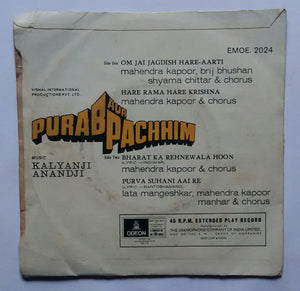 EMOE. 2024
VISHAL INTERNATIONAL
PRODUCTIONS PVT. LTD.
Side One OM JAI JAGDISH HARE-AARTI
mahendra kapoor, brij bhushan
shyama chittar & chorus
HARE RAMA HARE KRISHNA
mahendra kapoor & chorus
PURAB AUR PACHHIM
MUSIC
KALYANJI
ANANDJI
Side Two BHARAT KA REHNEWALA HOON
mahendra kapoor & chorus
PURVA SUHANI AAI RE
lata mangeshkar, mahendra kapoor
manhar & chorus
ODEON
45 R.P.M. EXTENDED PLAY RECORD
THE GRAMOPHONE COMPANY OF INDIA LIMITED